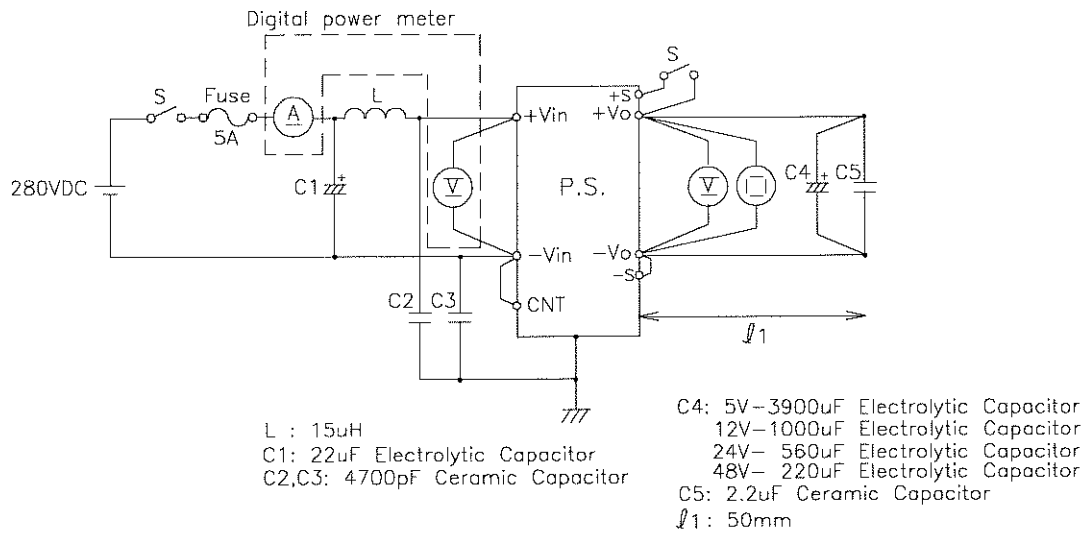 Digital power meter
S
Fuse
5A
A
L
280VDC
C1
+
V
C2
C3
+Vin
-Vin
CNT
P.S.
S
+S
+Vo
-Vo
-S
V
C4
+
C5
ℓ1
L : 15uH
C1: 22uF Electrolytic Capacitor
C2,C3: 4700pF Ceramic Capacitor
C4: 5V-3900uF Electrolytic Capacitor
12V-1000uF Electrolytic Capacitor
24V- 560uF Electrolytic Capacitor
48V- 220uF Electrolytic Capacitor
C5: 2.2uF Ceramic Capacitor
ℓ1: 50mm